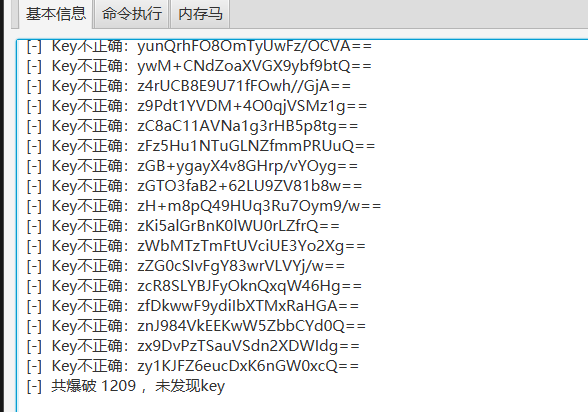 基本信息 命令执行 内存马
[-] Key不正确：yunQrhFO8OmTyUwFz/OCVA==
[-] Key不正确：ywM+CNdZoaXVGX9ybf9btQ==
[-] Key不正确：z4rUCB8E9U71fFOwh//GjA==
[-] Key不正确：z9Pdt1YVDM+4O0qjVSMz1g==
[-] Key不正确：zC8aC11AVNa1g3rHB5p8tg==
[-] Key不正确：zFz5Hu1NTuGLNZfmmPRUuQ==
[-] Key不正确：zGB+ygayX4v8GHrp/vYOyg==
[-] Key不正确：zGTO3faB2+62LU9ZV81b8w==
[-] Key不正确：zH+m8pQ49HUq3Ru7Oym9/w==
[-] Key不正确：zKi5alGrBnK0lWU0rLZfrQ==
[-] Key不正确：zWbMTzTmFtUVciUE3Yo2Xg==
[-] Key不正确：zZG0cSIvFgY83wrVLVYj/w==
[-] Key不正确：zcR8SLYBJFyOknQxqW46Hg==
[-] Key不正确：zfDkwwF9ydiIbXTMxRaHGA==
[-] Key不正确：znJ984VkEEKwW5ZbbCYd0Q==
[-] Key不正确：zx9DvPzTSauVSdn2XDWIdg==
[-] Key不正确：zy1KJFZ6eucDxK6nGW0xcQ==
[-] 共爆破 1209 ，未发现key